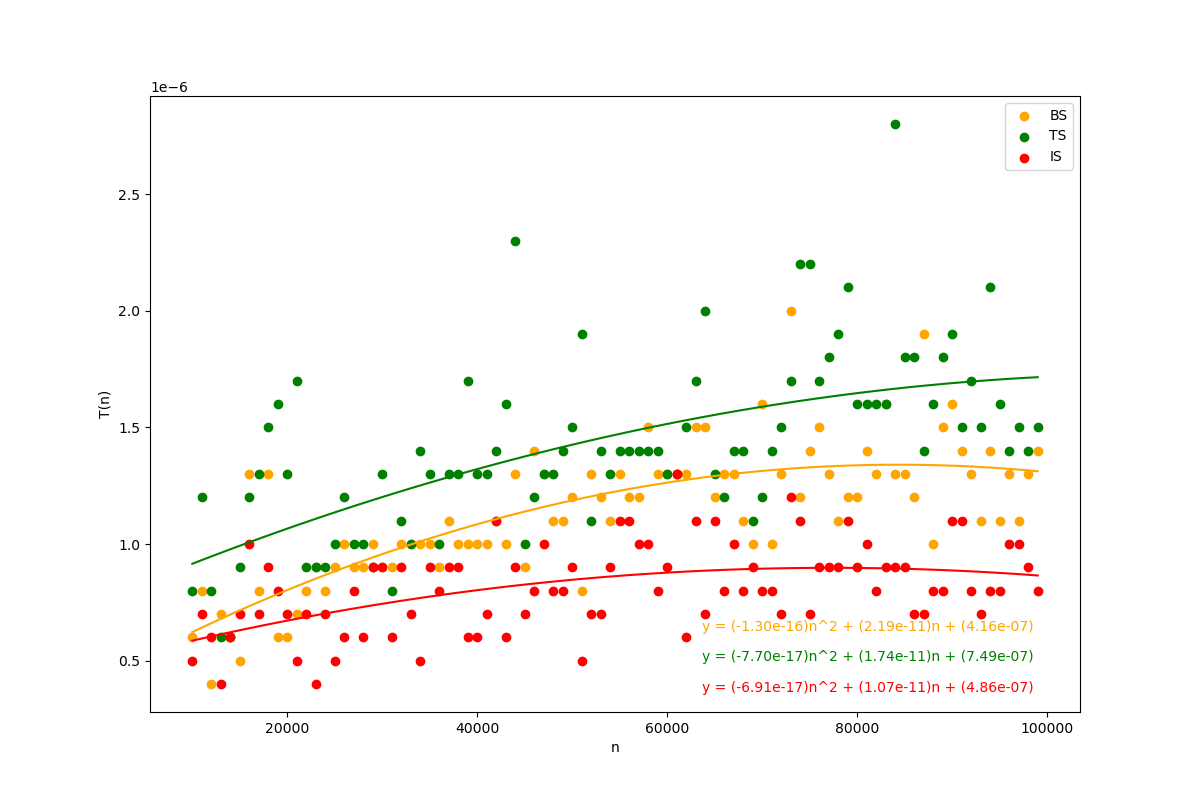 1e−6
BS
TS
IS
2.5
2.0
1.5
1.0
0.5
T(n)
y = (-1.30e-16)n^2 + (2.19e-11)n + (4.16e-07)
y = (-7.70e-17)n^2 + (1.74e-11)n + (7.49e-07)
y = (-6.91e-17)n^2 + (1.07e-11)n + (4.86e-07)
20000 40000 60000 80000 100000
n